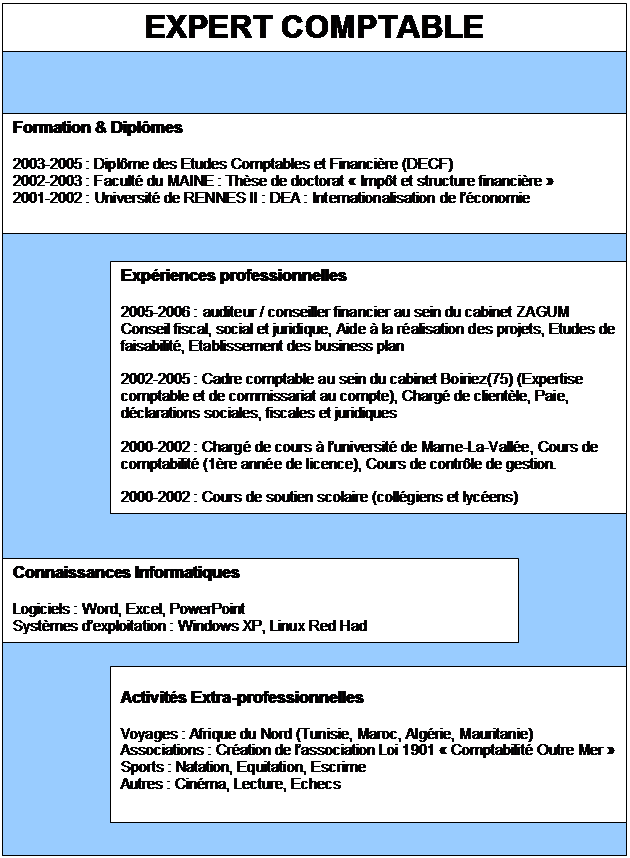 EXPERT COMPTABLE
Formation & Diplômes
2003-2005 : Diplôme des Etudes Comptables et Financière (DECF)
2002-2003 : Faculté du MAINE : Thèse de doctorat « Impôt et structure financière »
2001-2002 : Université de RENNES II : DEA : Internationalisation de l'économie
Expériences professionnelles
2005-2006 : auditeur / conseiller financier au sein du cabinet ZAGUM
Conseil fiscal, social et juridique, Aide à la réalisation des projets, Etudes de
faisabilité, Etablissement des business plan
2002-2005 : Cadre comptable au sein du cabinet Boiriez(75) (Expertise
comptable et de commissariat au compte), Chargé de clientèle, Paie,
déclarations sociales, fiscales et juridiques
2000-2002 : Chargé de cours à l'université de Marne-La-Vallée, Cours de
comptabilité (1ère année de licence), Cours de contrôle de gestion.
2000-2002 : Cours de soutien scolaire (collégiens et lycéens)
Connaissances Informatiques
Logiciels : Word, Excel, PowerPoint
Systèmes d'exploitation : Windows XP, Linux Red Had
Activités Extra-professionnelles
Voyages : Afrique du Nord (Tunisie, Maroc, Algérie, Mauritanie)
Associations : Création de l'association Loi 1901 « Comptabilité Outre Mer »
Sports : Natation, Equitation, Escrime
Autres : Cinéma, Lecture, Echecs